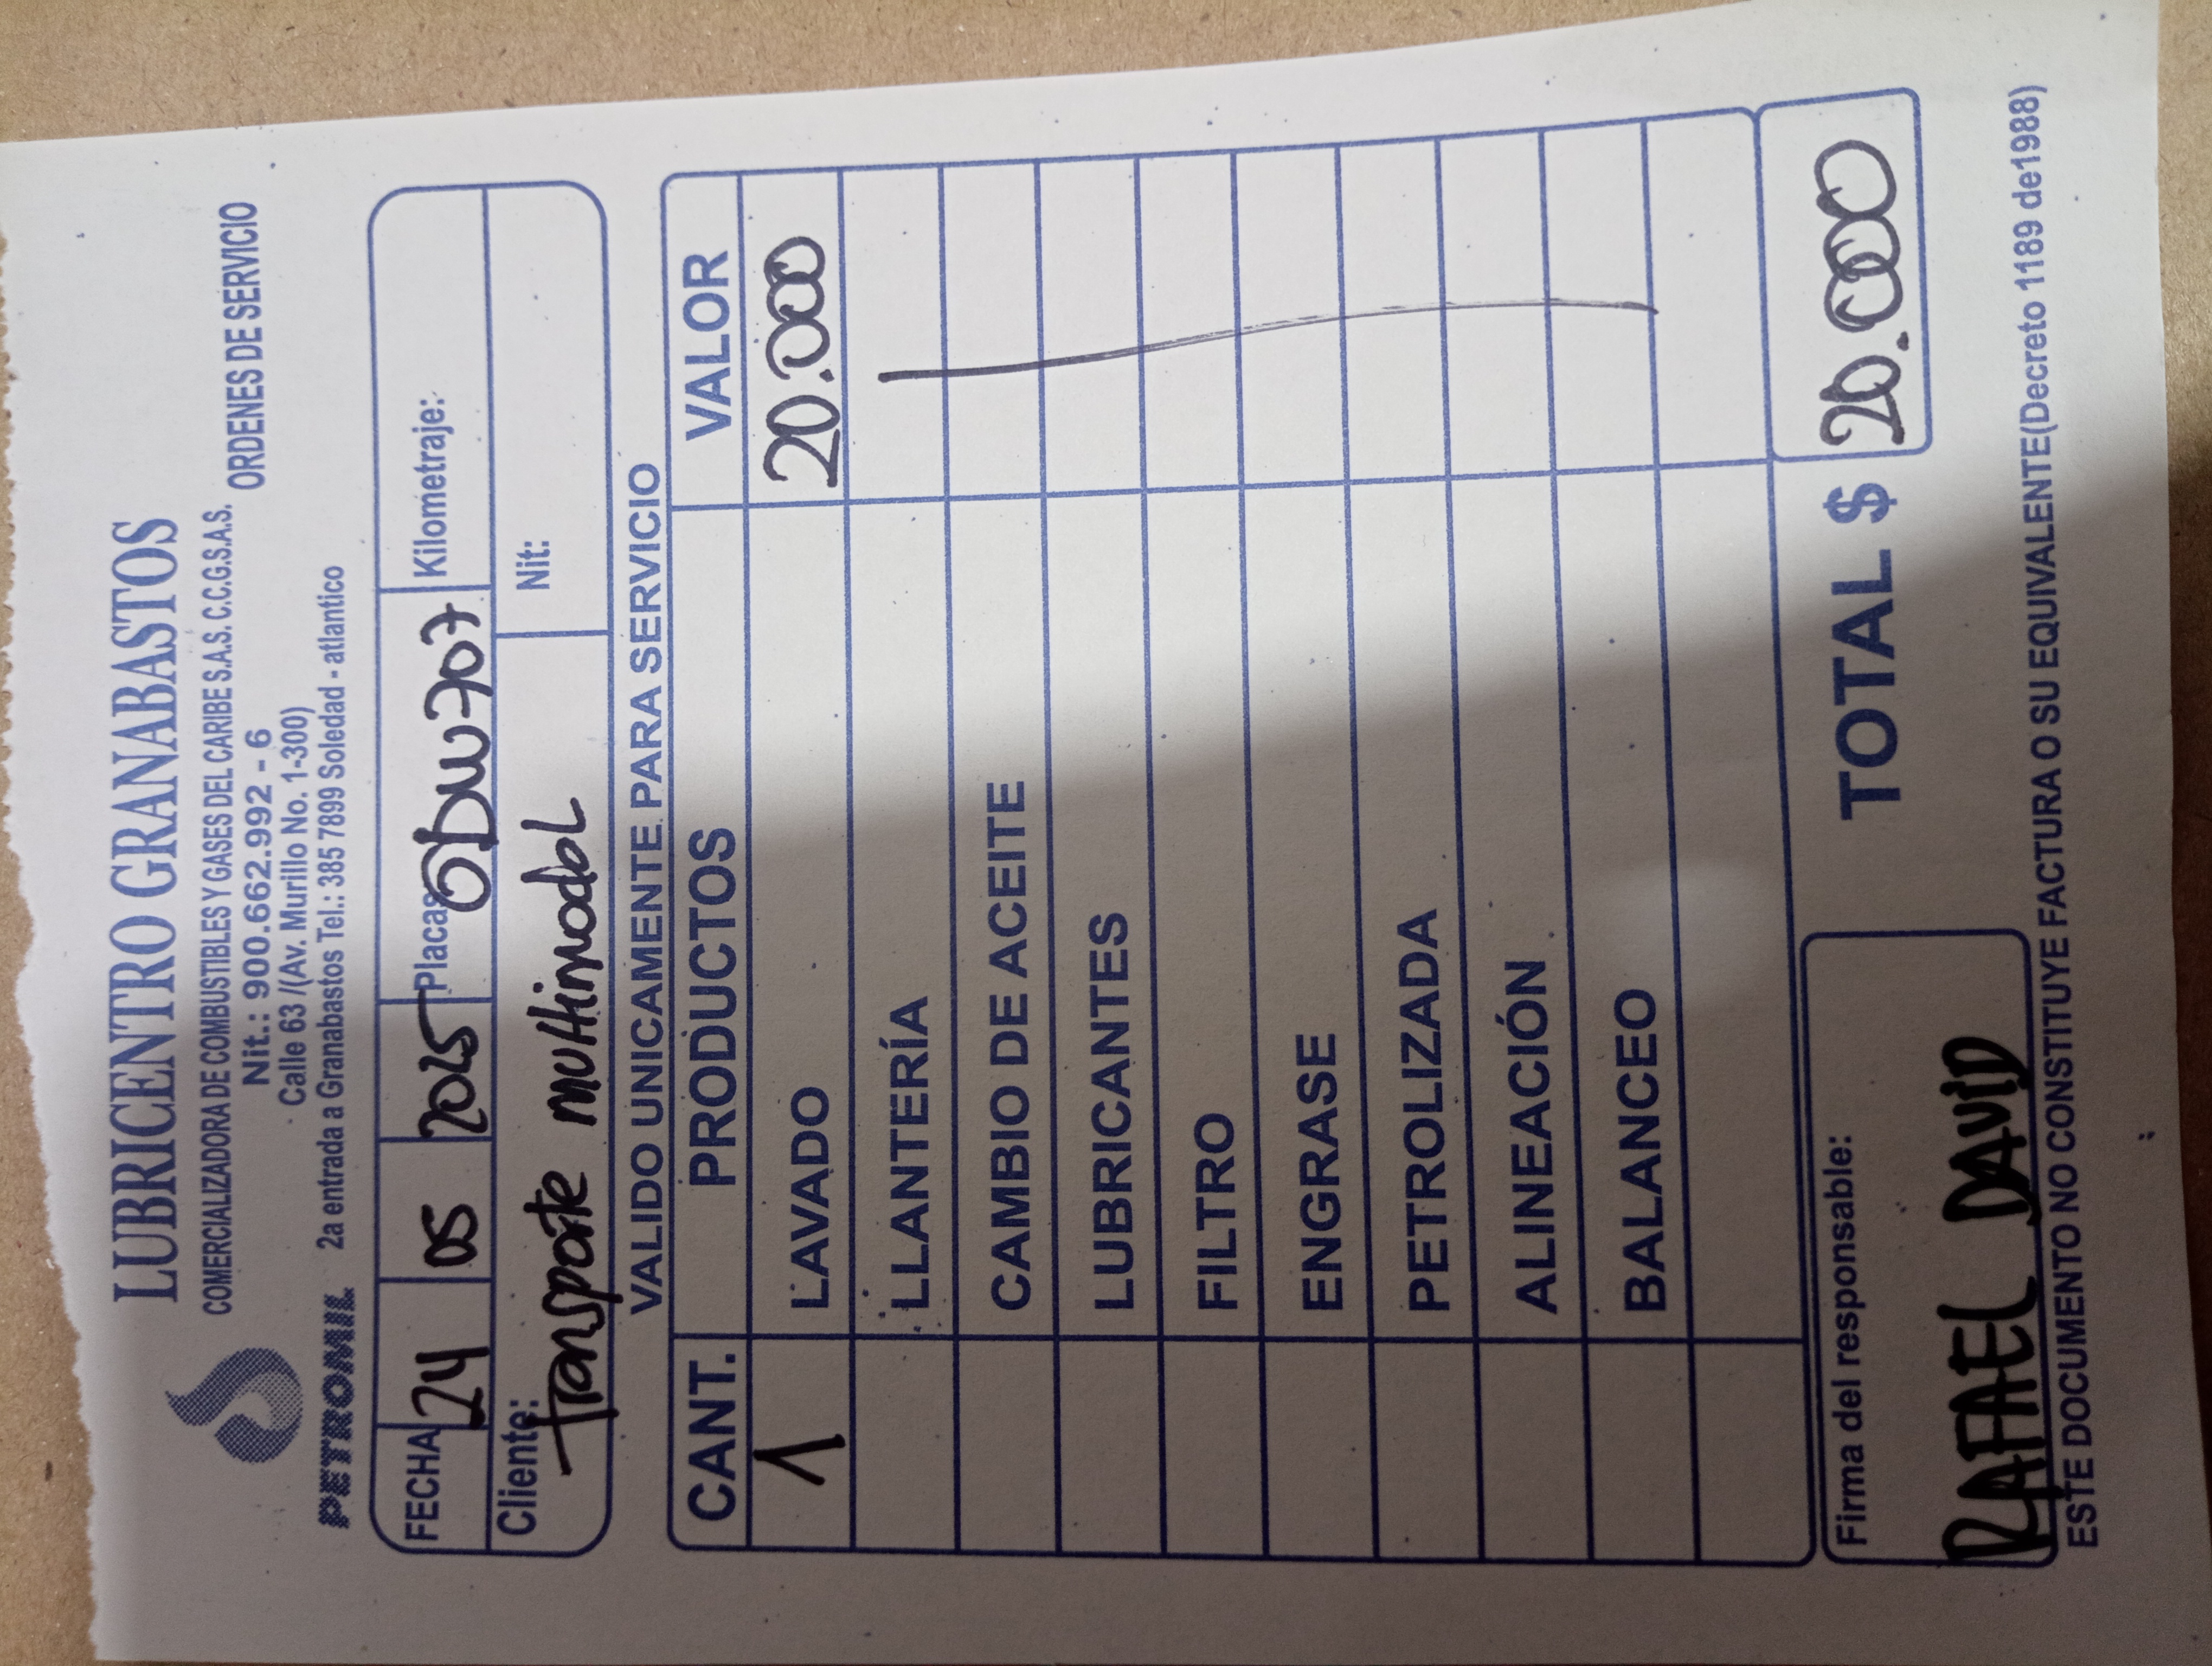 LUBRICENTRO GRANABASTOS
COMERCIALIZADORA DE COMBUSTIBLES Y GASES DEL CARIBE S.A.S. C.C.G.S.A.S.
Nit.: 900.662.992 - 6
ORDENES DE SERVICIO
Calle 63 /(Av. Murillo No. 1-300)
PETROMIL 2a entrada a Granabastos Tel.: 385 7899 Soledad - atlantico
FECHA 24 05 2025 Placas ODW707 Kilometraje:
Cliente: transporte multimodal Nit:
VALIDO UNICAMENTE PARA SERVICIO
CANT. PRODUCTOS VALOR
1 LAVADO 20.000
LLANTERÍA
CAMBIO DE ACEITE
LUBRICANTES
FILTRO
ENGRASE
PETROLIZADA
ALINEACIÓN
BALANCEO
Firma del responsable: TOTAL $ 20.000
RAFAEL DAVID
ESTE DOCUMENTO NO CONSTITUYE FACTURA O SU EQUIVALENTE(Decreto 1189 de1988)